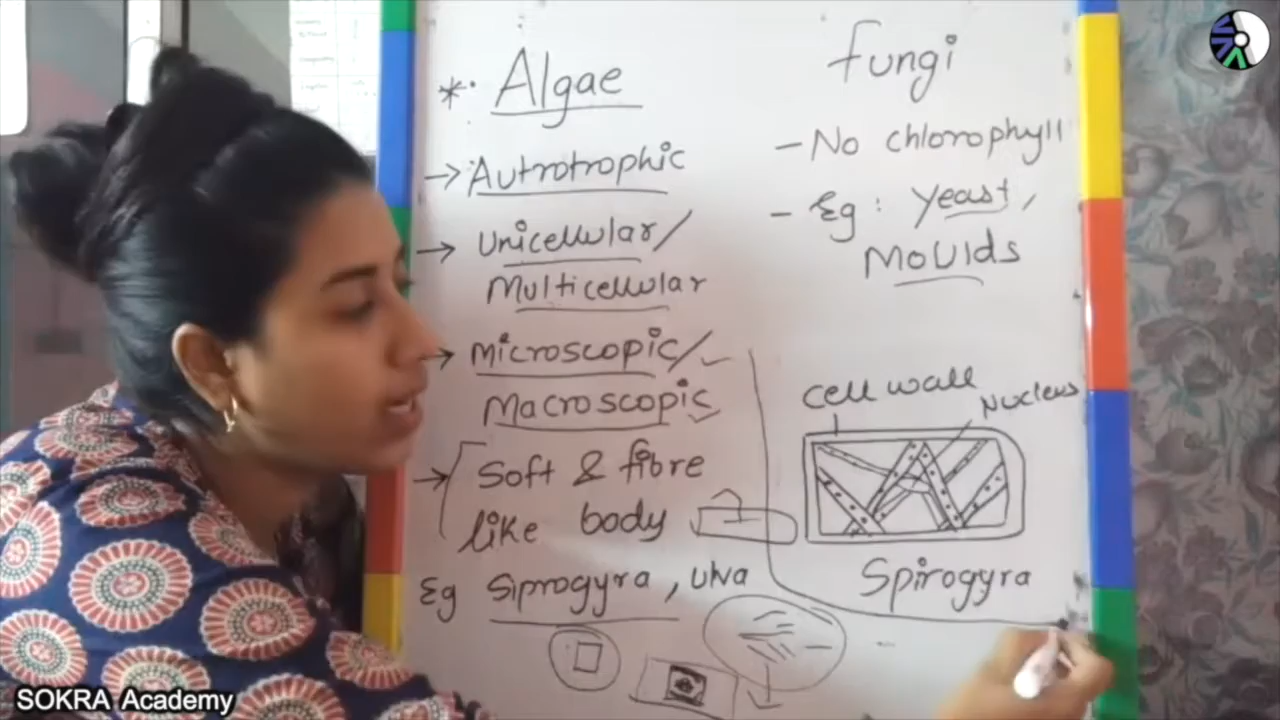 * Algae
→ Autrotrophic
→ Unicellular/
Multicellular
→ Microscopic/
Macroscopic
→ Soft & fibre
like body
Eg Siprogyra, Ulva
Fungi
- No chlorophyll
- Eg: Yeast,
Moulds
Cell wall
Nucleus
Spirogyra
SOKRA Academy